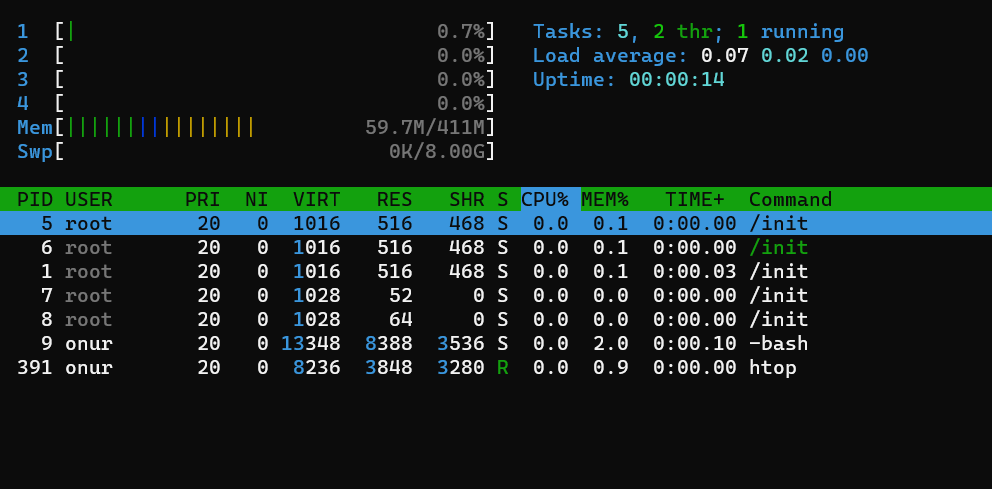 1  [|                              0.7%]   Tasks: 5, 2 thr; 1 running
2  [                               0.0%]   Load average: 0.07 0.02 0.00
3  [                               0.0%]   Uptime: 00:00:14
4  [                               0.0%]
Mem[||||||||||||||||         59.7M/411M]
Swp[                           0K/8.00G]
PID USER      PRI  NI  VIRT   RES   SHR S CPU% MEM%   TIME+  Command
  5 root       20   0  1016   516   468 S  0.0  0.1  0:00.00 /init
  6 root       20   0  1016   516   468 S  0.0  0.1  0:00.00 /init
  1 root       20   0  1016   516   468 S  0.0  0.1  0:00.03 /init
  7 root       20   0  1028    52     0 S  0.0  0.0  0:00.00 /init
  8 root       20   0  1028    64     0 S  0.0  0.0  0:00.00 /init
  9 onur       20   0 13348  8388  3536 S  0.0  2.0  0:00.10 -bash
391 onur       20   0  8236  3848  3280 R  0.0  0.9  0:00.00 htop